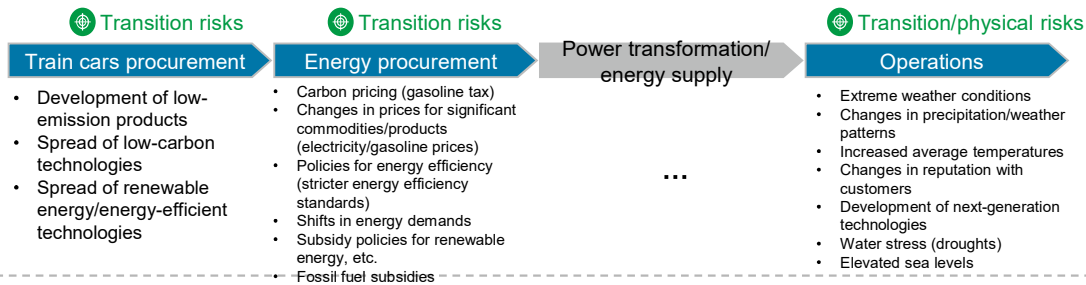 Transition risks
Train cars procurement
• Development of low-
emission products
• Spread of low-carbon
technologies
• Spread of renewable
energy/energy-efficient
technologies
Transition risks
Energy procurement
• Carbon pricing (gasoline tax)
• Changes in prices for significant
commodities/products
(electricity/gasoline prices)
• Policies for energy efficiency
(stricter energy efficiency
standards)
• Shifts in energy demands
• Subsidy policies for renewable
energy, etc.
• Fossil fuel subsidies
Power transformation/
energy supply
...
Transition/physical risks
Operations
• Extreme weather conditions
• Changes in precipitation/weather
patterns
• Increased average temperatures
• Changes in reputation with
customers
• Development of next-generation
technologies
• Water stress (droughts)
• Elevated sea levels